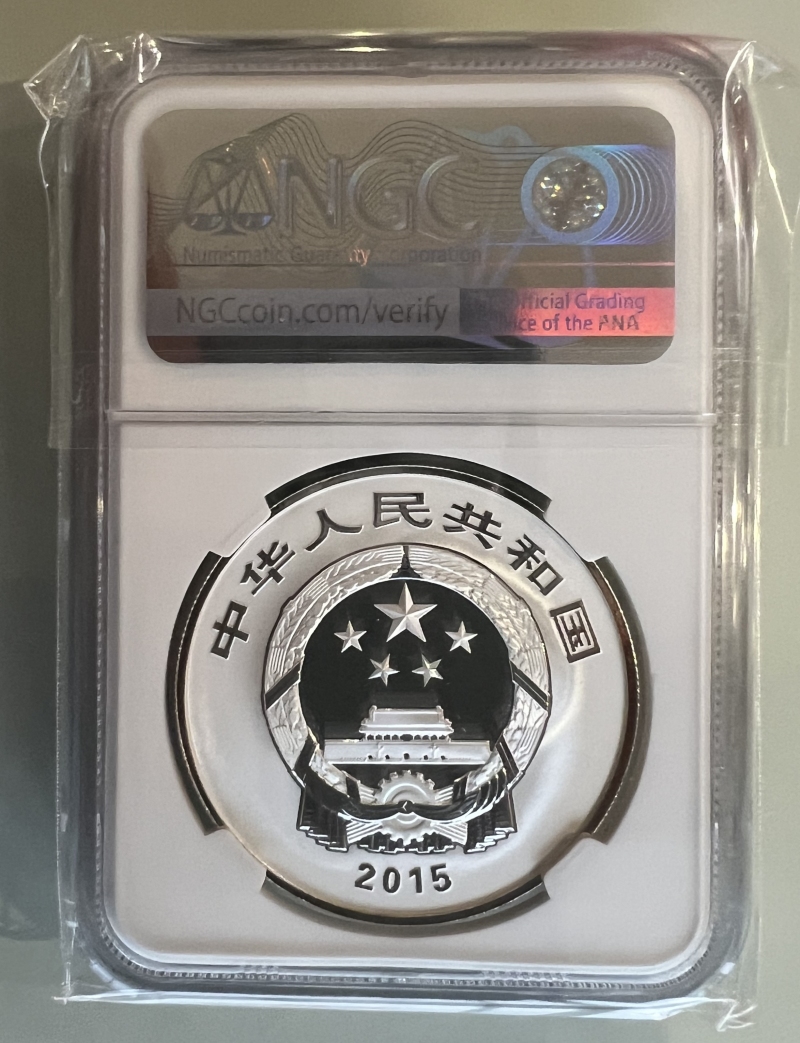 NGC
Numismatic Guaranty Corporation
NGCcoin.com/verify
Official Grading
of the ANA
中华人民共和国
2015